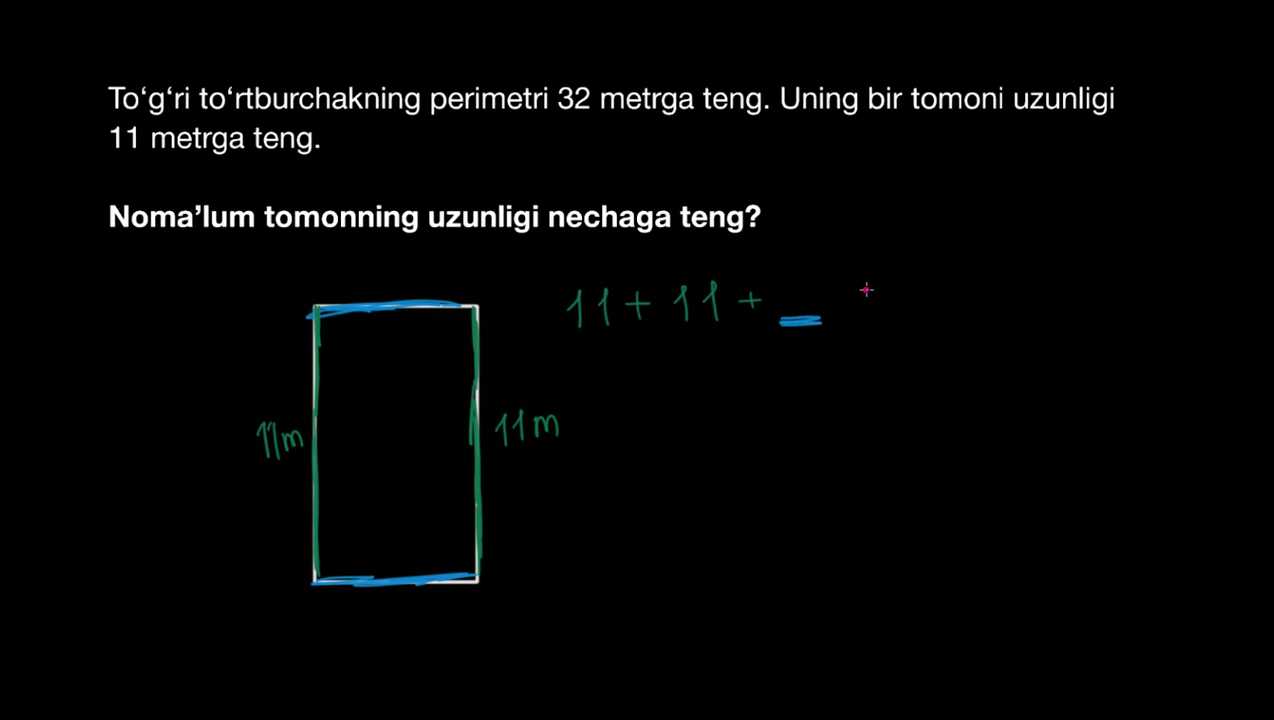 To‘g‘ri to‘rtburchakning perimetri 32 metrga teng. Uning bir tomoni uzunligi
11 metrga teng.
Noma’lum tomonning uzunligi nechaga teng?
11 + 11 + _
11m
11m